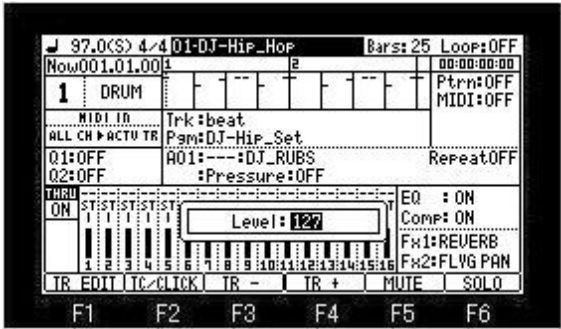 ♩ 97.0(S) 4/4 01-DJ-Hip_Hop Bars: 25 Loop:OFF
Now001.01.00 1 2 00:00:00:00
1 DRUM Ptrn:OFF
MIDI:OFF
MIDI IN Trk:beat
ALL CH▶ACTV TR Pgm:DJ-Hip_Set
Q1:OFF A01:---:DJ_RUBS RepeatOFF
Q2:OFF :Pressure:OFF
THRU EQ : ON
ON ST ST ST ST Comp: ON
Level: 127
Fx1:REVERB
1 2 3 4 5 6 7 8 9 10 11 12 13 14 15 16 Fx2:FLYG PAN
TR EDIT TC/CLICK TR - TR + MUTE SOLO
F1 F2 F3 F4 F5 F6